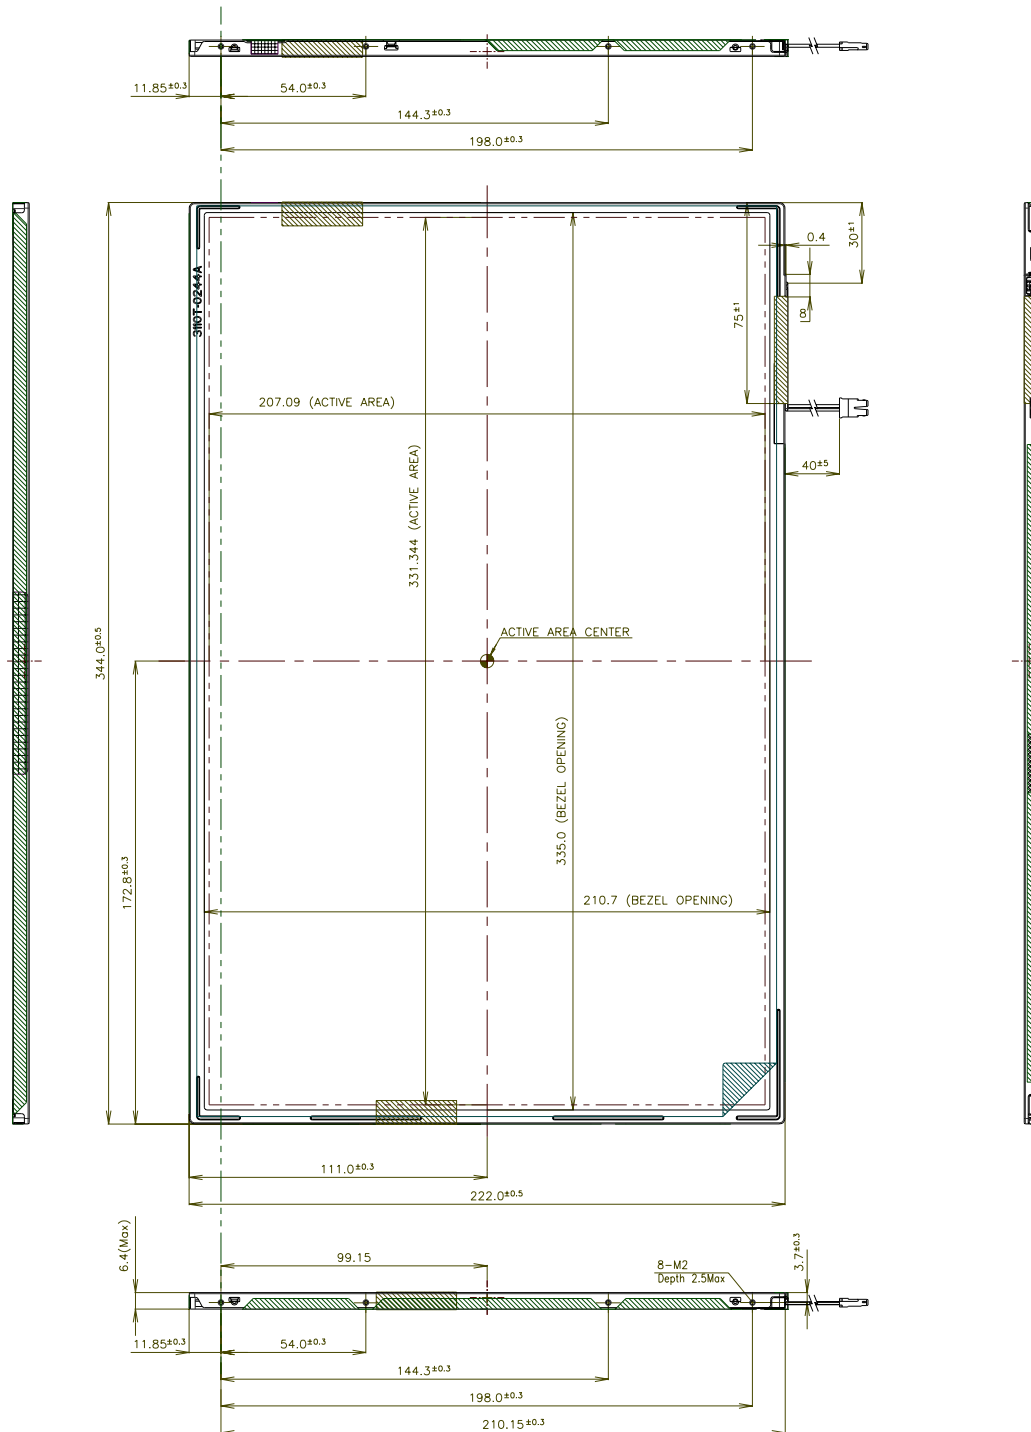 11.85±0.3
54.0±0.3
144.3±0.3
198.0±0.3
0.4
30±1
8
75±1
3110T-0244A
207.09 (ACTIVE AREA)
331.344 (ACTIVE AREA)
40±5
ACTIVE AREA CENTER
344.0±0.5
172.8±0.3
335.0 (BEZEL OPENING)
210.7 (BEZEL OPENING)
111.0±0.3
222.0±0.5
6.4(Max)
99.15
8-M2
Depth 2.5Max
3.7±0.3
11.85±0.3
54.0±0.3
144.3±0.3
198.0±0.3
210.15±0.3